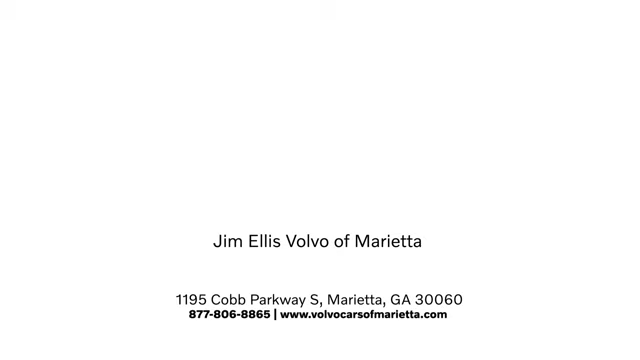 Jim Ellis Volvo of Marietta
1195 Cobb Parkway S, Marietta, GA 30060
877-806-8865 | www.volvocarsofmarietta.com